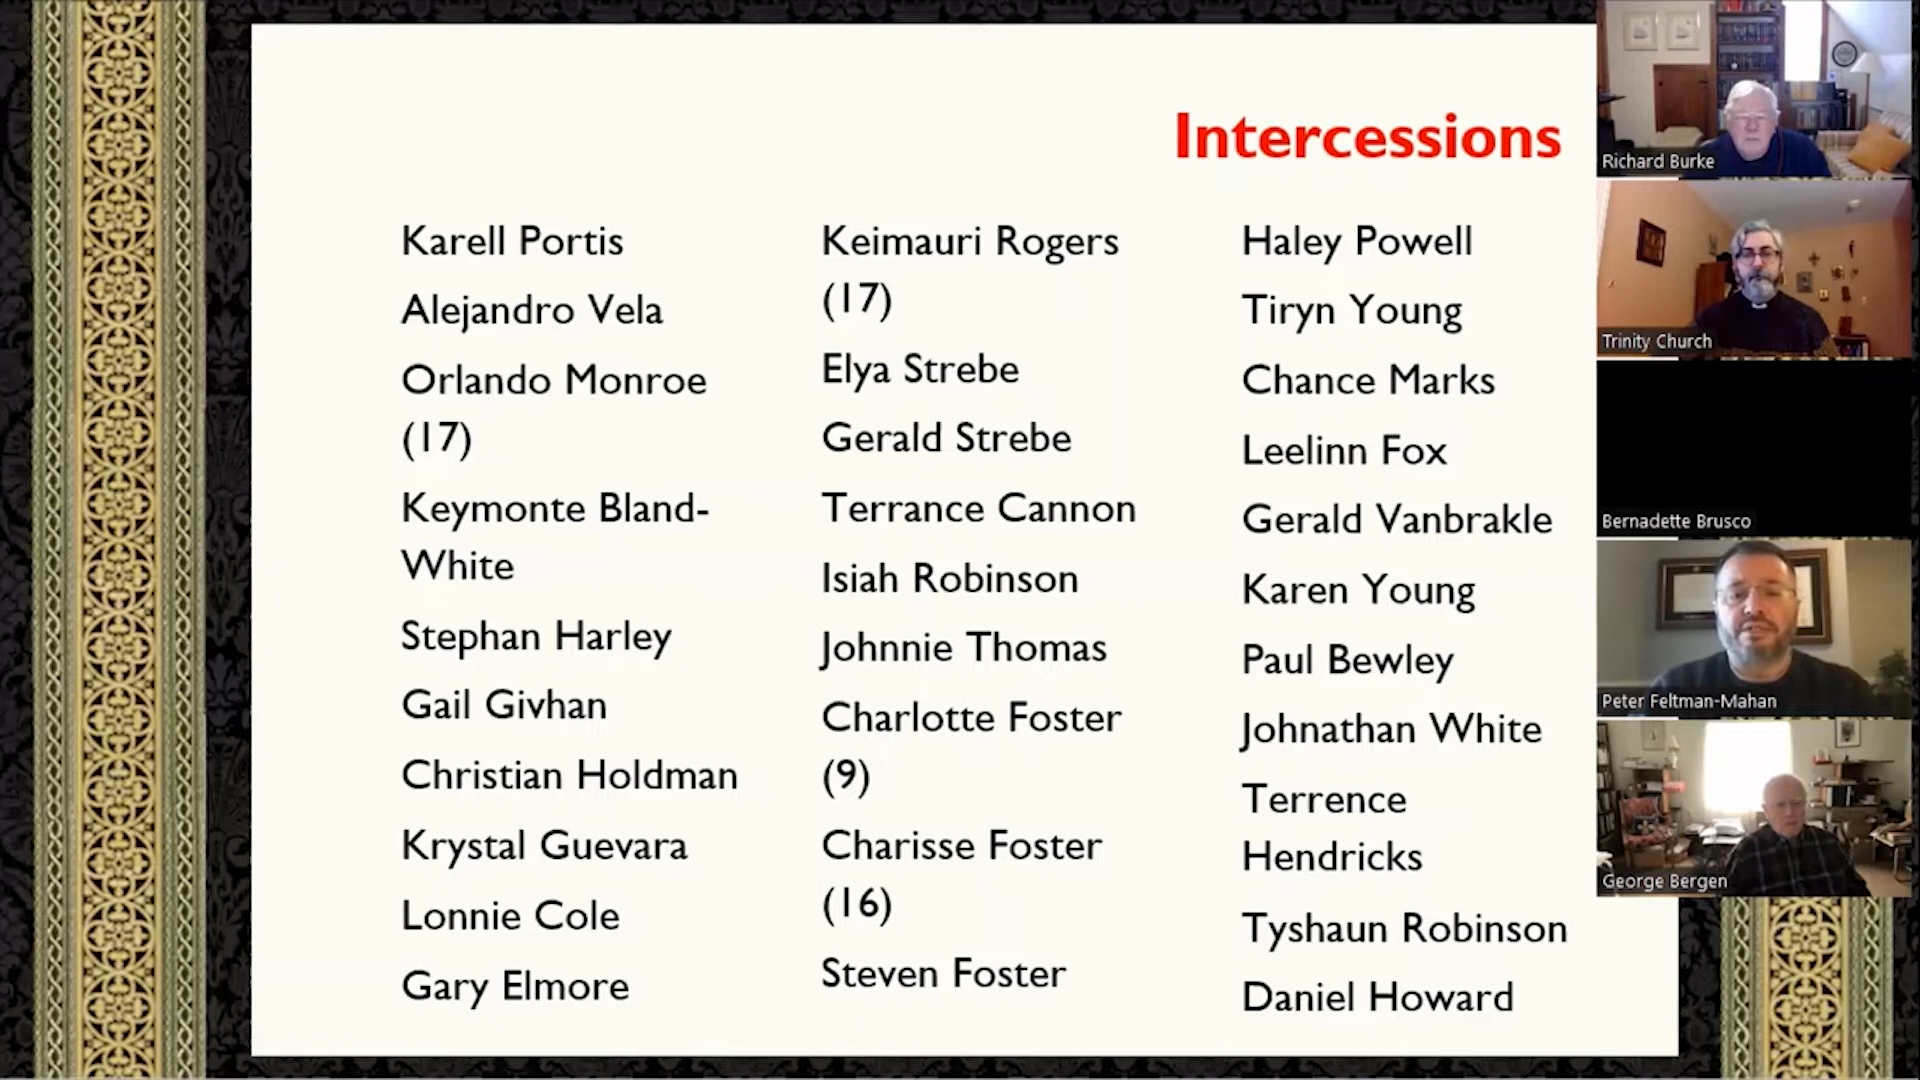 Intercessions
Karell Portis
Alejandro Vela
Orlando Monroe
(17)
Keymonte Bland-
White
Stephan Harley
Gail Givhan
Christian Holdman
Krystal Guevara
Lonnie Cole
Gary Elmore
Keimauri Rogers
(17)
Elya Strebe
Gerald Strebe
Terrance Cannon
Isiah Robinson
Johnnie Thomas
Charlotte Foster
(9)
Charisse Foster
(16)
Steven Foster
Haley Powell
Tiryn Young
Chance Marks
Leelinn Fox
Gerald Vanbrakle
Karen Young
Paul Bewley
Johnathan White
Terrence
Hendricks
Tyshaun Robinson
Daniel Howard
Richard Burke
Trinity Church
Bernadette Brusco
Peter Feltman-Mahan
George Bergen